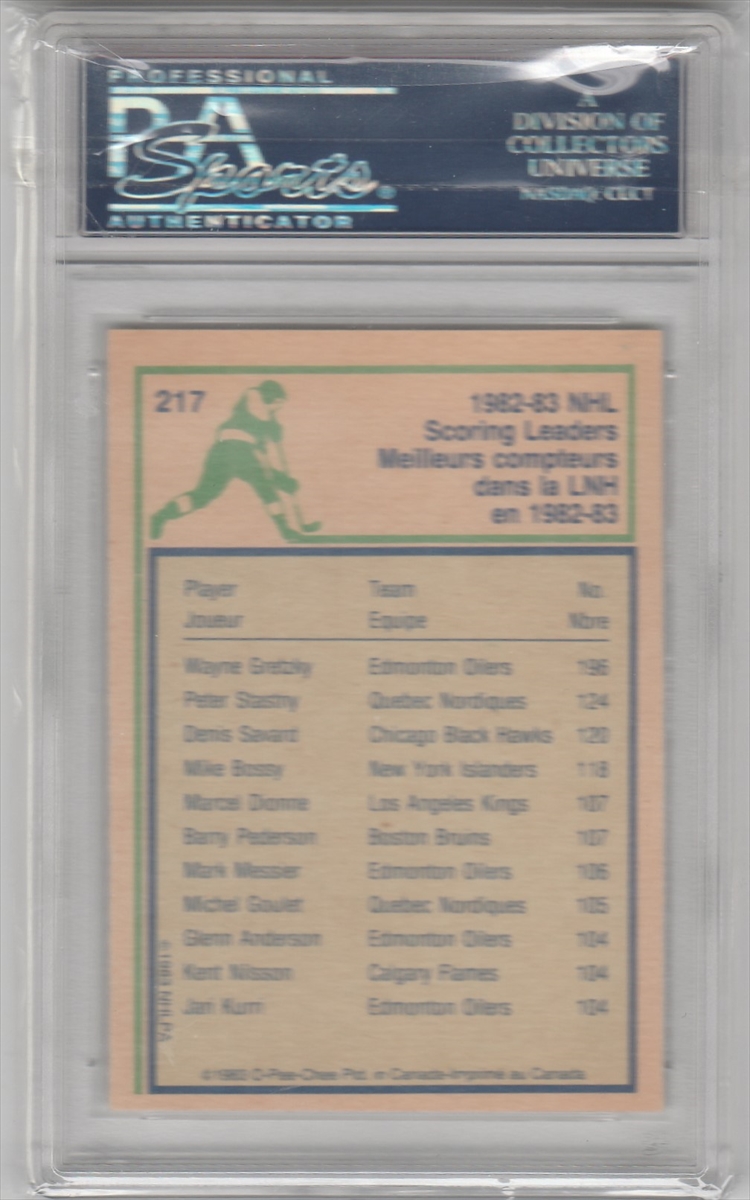 PROFESSIONAL
PSA
Sports®
AUTHENTICATOR
A
DIVISION OF
COLLECTORS
UNIVERSE
NASDAQ: CLCT
217
1982-83 NHL
Scoring Leaders
Meilleurs compteurs
dans la LNH
en 1982-83
Player Team No.
Joueur Equipe Nbre
Wayne Gretzky Edmonton Oilers 196
Peter Stastny Quebec Nordiques 124
Denis Savard Chicago Black Hawks 120
Mike Bossy New York Islanders 118
Marcel Dionne Los Angeles Kings 107
Barry Pederson Boston Bruins 107
Mark Messier Edmonton Oilers 106
Michel Goulet Quebec Nordiques 105
Glenn Anderson Edmonton Oilers 104
Kent Nilsson Calgary Flames 104
Jari Kurri Edmonton Oilers 104
© 1983 NHLPA
© 1983 O-Pee-Chee Ptd. in Canada-Imprimé au Canada